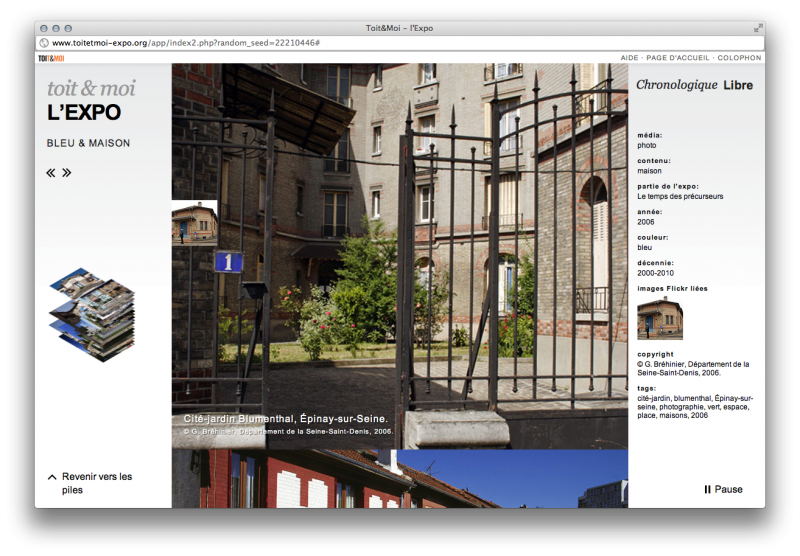 Toit&Moi – l'Expo
www.toitetmoi-expo.org/app/index2.php?random_seed=22210446#
TOIT&MOI
AIDE · PAGE D'ACCUEIL · COLOPHON
toit & moi
L'EXPO
BLEU & MAISON
Chronologique Libre
média:
photo
contenu:
maison
partie de l'expo:
Le temps des précurseurs
année:
2006
couleur:
bleu
décennie:
2000-2010
images Flickr liées
copyright
© G. Bréhinier, Département de la
Seine-Saint-Denis, 2006.
tags:
cité-jardin, blumenthal, Épinay-sur-
seine, photographie, vert, espace,
place, maisons, 2006
1
Cité-jardin Blumenthal, Épinay-sur-Seine.
© G. Bréhinier, Département de la Seine-Saint-Denis, 2006.
Revenir vers les
piles
Pause